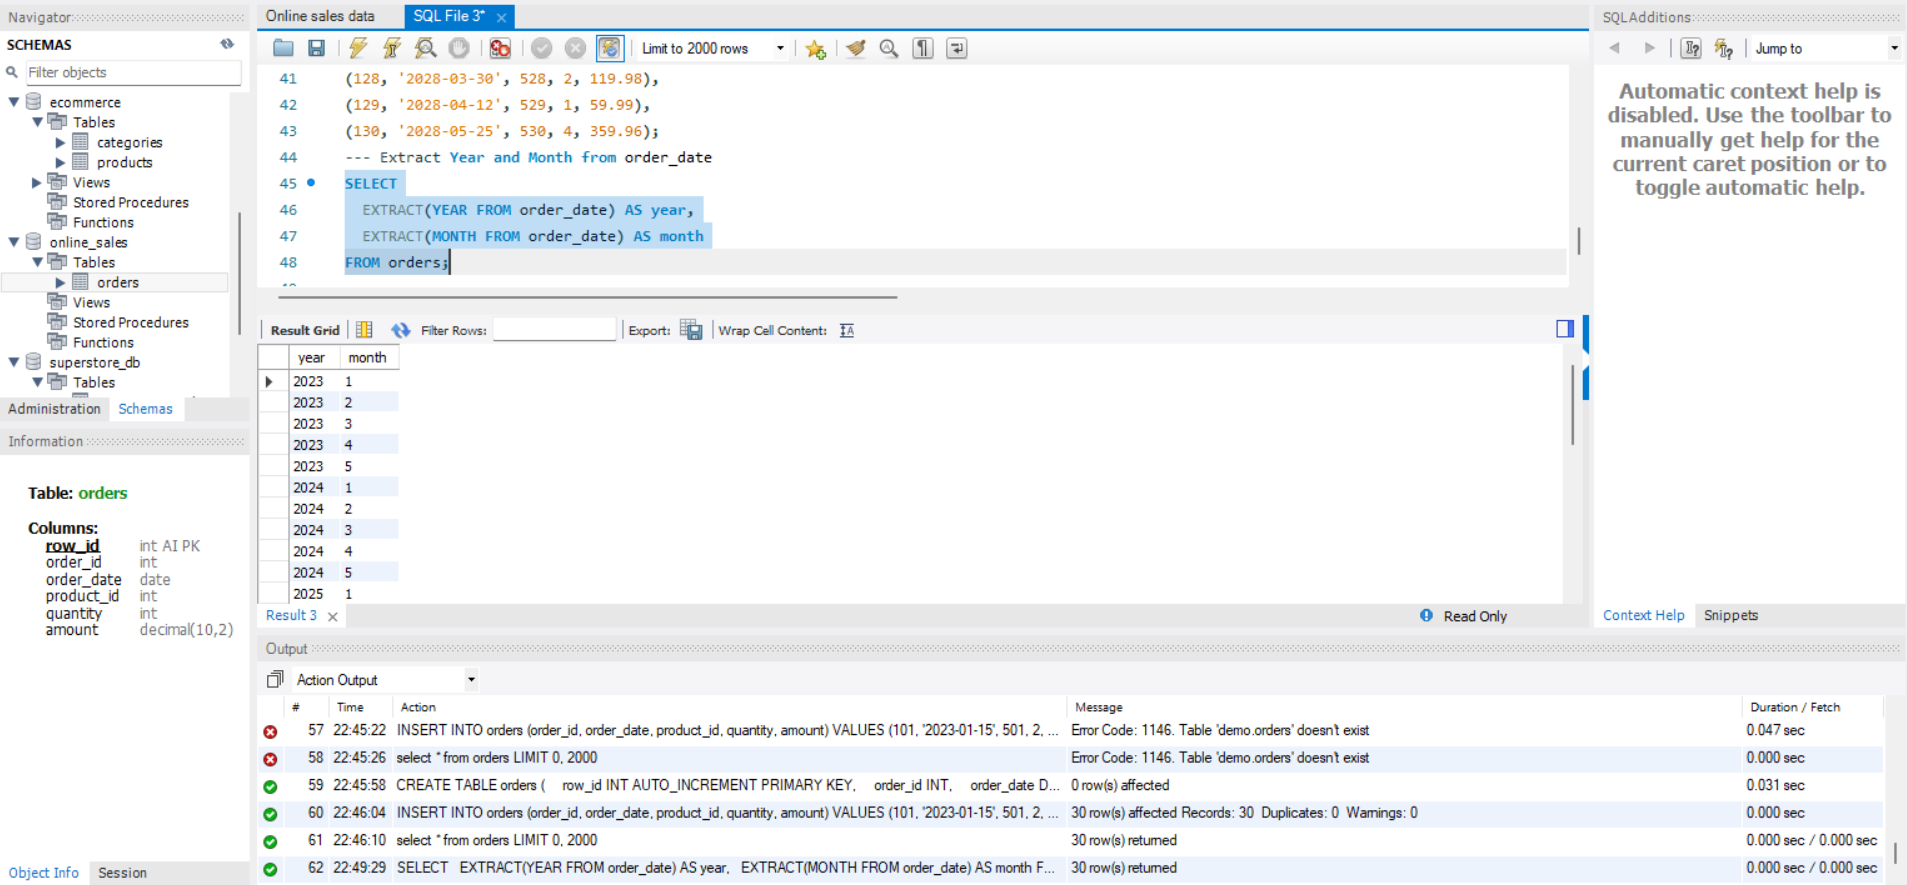 Navigator
SCHEMAS
Filter objects
ecommerce
Tables
categories
products
Views
Stored Procedures
Functions
online_sales
Tables
orders
Views
Stored Procedures
Functions
superstore_db
Tables
Administration Schemas
Information
Table: orders
Columns:
row_id int AI PK
order_id int
order_date date
product_id int
quantity int
amount decimal(10,2)
Object Info Session
Online sales data SQL File 3*
Limit to 2000 rows
41 (128, '2028-03-30', 528, 2, 119.98),
42 (129, '2028-04-12', 529, 1, 59.99),
43 (130, '2028-05-25', 530, 4, 359.96);
44 --- Extract Year and Month from order_date
45 SELECT
46 EXTRACT(YEAR FROM order_date) AS year,
47 EXTRACT(MONTH FROM order_date) AS month
48 FROM orders;
Result Grid Filter Rows: Export: Wrap Cell Content:
year month
2023 1
2023 2
2023 3
2023 4
2023 5
2024 1
2024 2
2024 3
2024 4
2024 5
2025 1
Result 3 Read Only
Output
Action Output
# Time Action Message Duration / Fetch
57 22:45:22 INSERT INTO orders (order_id, order_date, product_id, quantity, amount) VALUES (101, '2023-01-15', 501, 2, ... Error Code: 1146. Table 'demo.orders' doesn't exist 0.047 sec
58 22:45:26 select * from orders LIMIT 0, 2000 Error Code: 1146. Table 'demo.orders' doesn't exist 0.000 sec
59 22:45:58 CREATE TABLE orders ( row_id INT AUTO_INCREMENT PRIMARY KEY, order_id INT, order_date D... 0 row(s) affected 0.031 sec
60 22:46:04 INSERT INTO orders (order_id, order_date, product_id, quantity, amount) VALUES (101, '2023-01-15', 501, 2, ... 30 row(s) affected Records: 30 Duplicates: 0 Warnings: 0 0.000 sec
61 22:46:10 select * from orders LIMIT 0, 2000 30 row(s) returned 0.000 sec / 0.000 sec
62 22:49:29 SELECT EXTRACT(YEAR FROM order_date) AS year, EXTRACT(MONTH FROM order_date) AS month F... 30 row(s) returned 0.000 sec / 0.000 sec
SQLAdditions
Jump to
Automatic context help is
disabled. Use the toolbar to
manually get help for the
current caret position or to
toggle automatic help.
Context Help Snippets